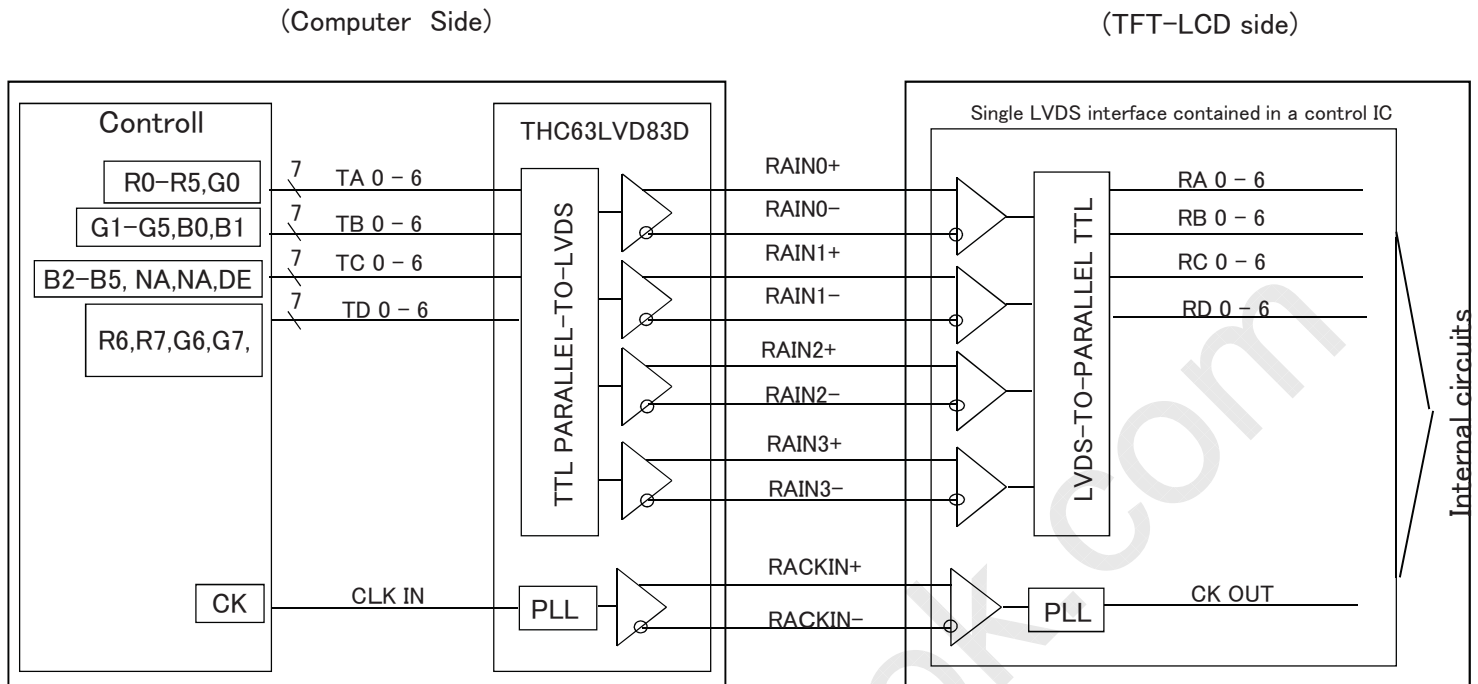 (Computer Side)
(TFT-LCD side)
Controll
THC63LVD83D
Single LVDS interface contained in a control IC
R0-R5,G0
7
TA 0 - 6
RAIN0+
RA 0 - 6
G1-G5,B0,B1
7
TB 0 - 6
RAIN0-
RB 0 - 6
B2-B5, NA,NA,DE
7
TC 0 - 6
RAIN1+
RC 0 - 6
R6,R7,G6,G7,
7
TD 0 - 6
RAIN1-
RD 0 - 6
TTL PARALLEL-TO-LVDS
RAIN2+
RAIN2-
RAIN3+
RAIN3-
LVDS-TO-PARALLEL TTL
Internal circuits
CK
CLK IN
PLL
RACKIN+
RACKIN-
PLL
CK OUT
ok.com